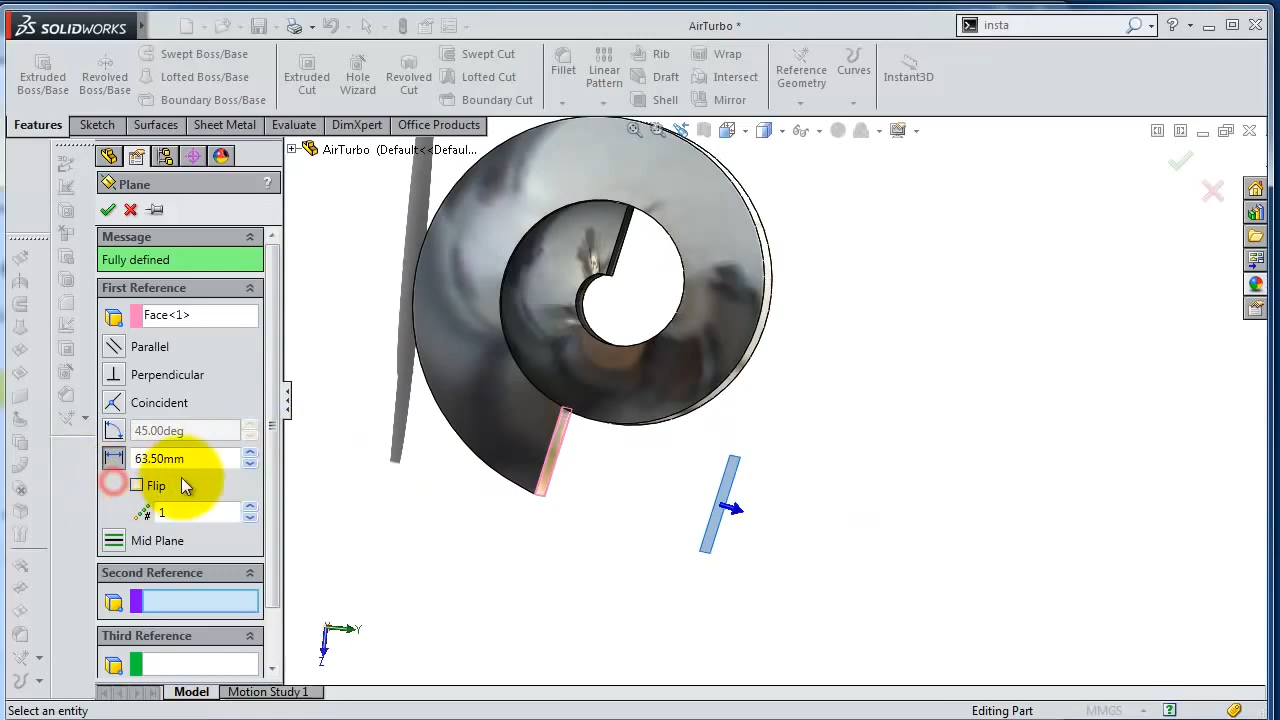 SOLIDWORKS
AirTurbo *
insta
Extruded Boss/Base
Revolved Boss/Base
Swept Boss/Base
Lofted Boss/Base
Boundary Boss/Base
Extruded Cut
Hole Wizard
Revolved Cut
Swept Cut
Lofted Cut
Boundary Cut
Fillet
Linear Pattern
Rib
Draft
Shell
Wrap
Intersect
Mirror
Reference Geometry
Curves
Instant3D
Features Sketch Surfaces Sheet Metal Evaluate DimXpert Office Products
AirTurbo (Default<<Defaul...
Plane ?
Message
Fully defined
First Reference
Face<1>
Parallel
Perpendicular
Coincident
45.00deg
63.50mm
Flip
# 1
Mid Plane
Second Reference
Third Reference
Y
Z
Model Motion Study 1
Select an entity Editing Part MMGS ?